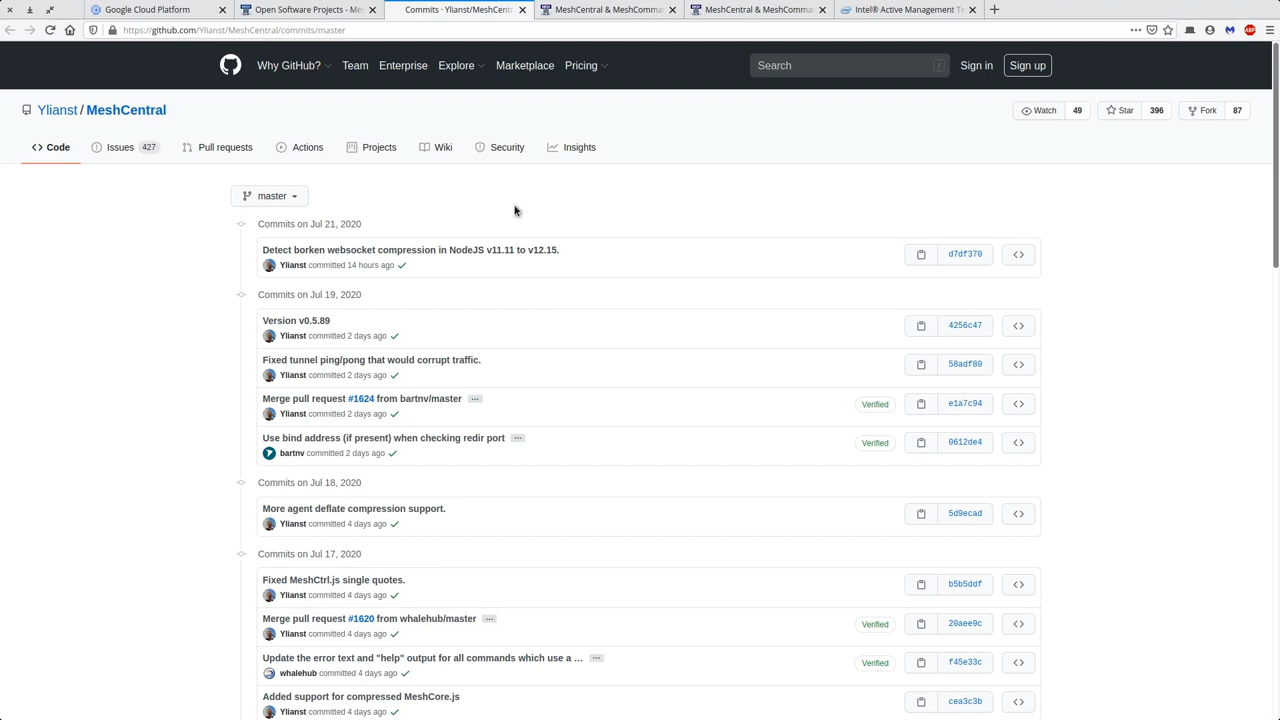 Google Cloud Platform
Open Software Projects - Mes
Commits · Ylianst/MeshCentr
MeshCentral & MeshComma
MeshCentral & MeshComman
Intel® Active Management Te
https://github.com/Ylianst/MeshCentral/commits/master
ABP
Why GitHub? Team Enterprise Explore Marketplace Pricing
Search /
Sign in Sign up
Ylianst / MeshCentral
Watch 49 Star 396 Fork 87
Code Issues 427 Pull requests Actions Projects Wiki Security Insights
master
Commits on Jul 21, 2020
Detect borken websocket compression in NodeJS v11.11 to v12.15.
Ylianst committed 14 hours ago
d7df370
Commits on Jul 19, 2020
Version v0.5.89
Ylianst committed 2 days ago
4256c47
Fixed tunnel ping/pong that would corrupt traffic.
Ylianst committed 2 days ago
58adf80
Merge pull request #1624 from bartnv/master ...
Ylianst committed 2 days ago
Verified e1a7c94
Use bind address (if present) when checking redir port ...
bartnv committed 2 days ago
Verified 0612de4
Commits on Jul 18, 2020
More agent deflate compression support.
Ylianst committed 4 days ago
5d9ecad
Commits on Jul 17, 2020
Fixed MeshCtrl.js single quotes.
Ylianst committed 4 days ago
b5b5ddf
Merge pull request #1620 from whalehub/master ...
Ylianst committed 4 days ago
Verified 20aee9c
Update the error text and "help" output for all commands which use a … ...
whalehub committed 4 days ago
Verified f45e33c
Added support for compressed MeshCore.js
Ylianst committed 4 days ago
cea3c3b